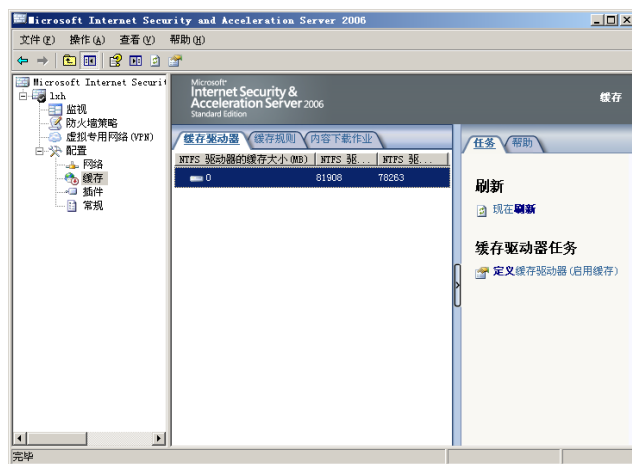 Microsoft Internet Security and Acceleration Server 2006
文件(F) 操作(A) 查看(V) 帮助(H)
Microsoft Internet Securit
lxh
监视
防火墙策略
虚拟专用网络(VPN)
配置
网络
缓存
插件
常规
Microsoft®
Internet Security &
Acceleration Server 2006
Standard Edition
缓存
缓存驱动器 缓存规则 内容下载作业
NTFS 驱动器的缓存大小(MB) NTFS 驱... NTFS 驱...
0 81908 78263
任务 帮助
刷新
现在刷新
缓存驱动器任务
定义缓存驱动器(启用缓存)
完毕